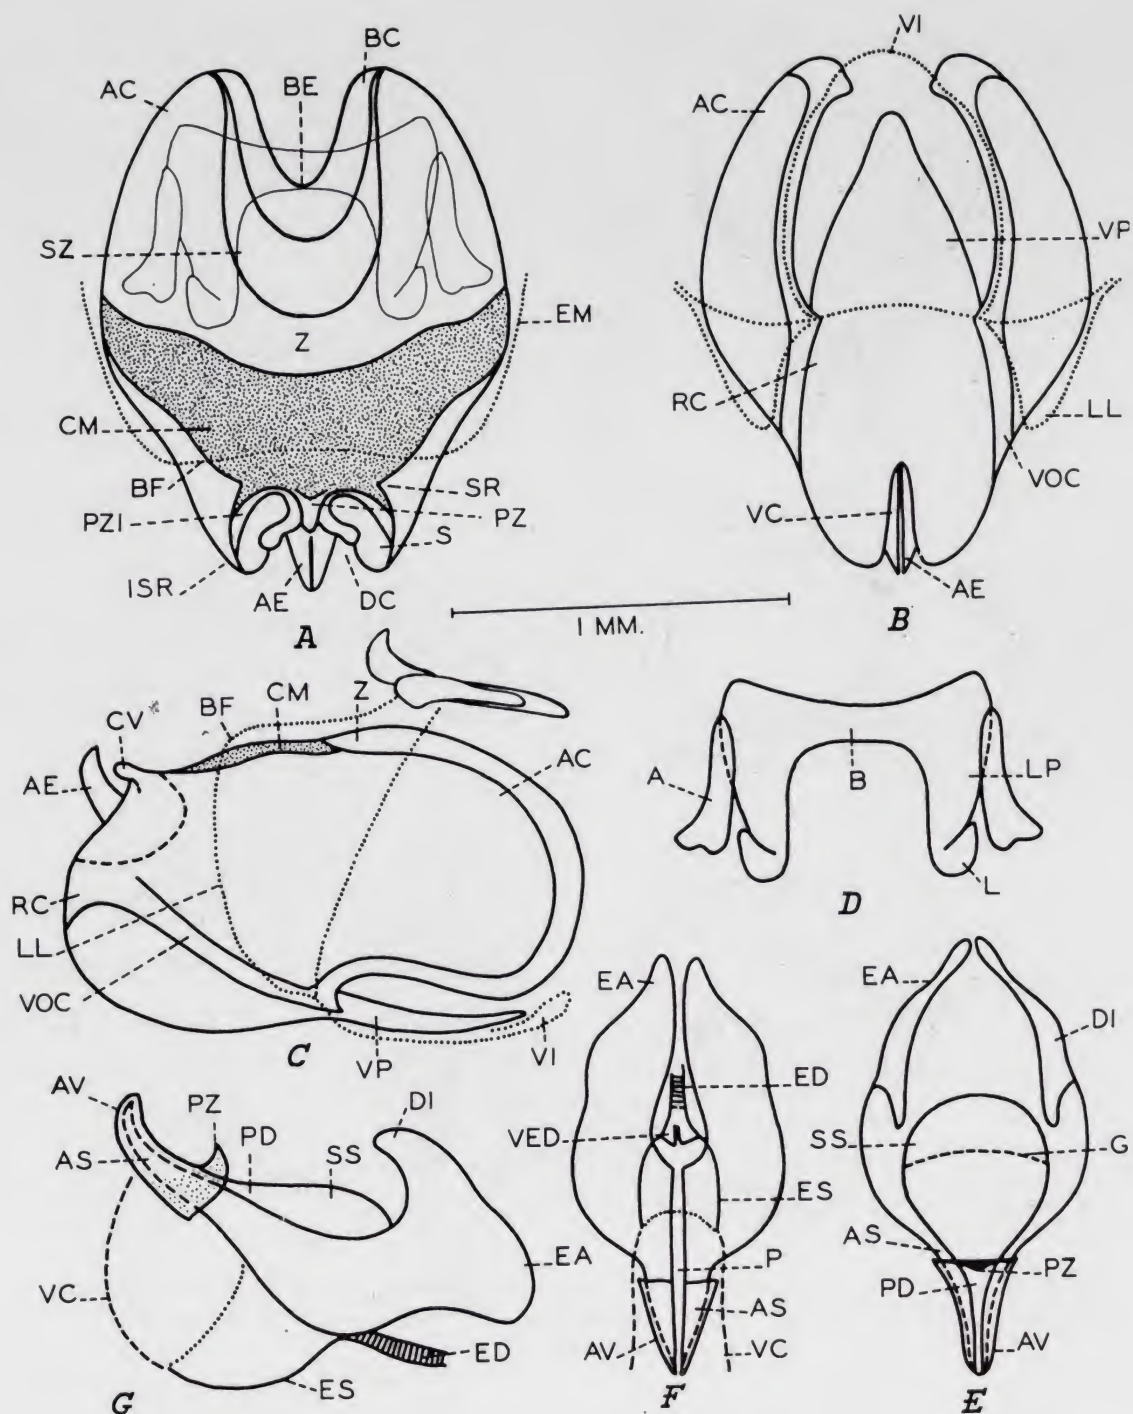 BC
AC
BE
SZ
EM
Z
CM
BF
SR
PZI
PZ
S
ISR
AE
DC
A
VI
AC
VP
RC
LL
VOC
VC
AE
B
1 MM.
CV
BF
CM
Z
AC
AE
RC
LL
VOC
VP
VI
C
A
B
LP
L
D
AV
PZ
PD
SS
DI
AS
EA
VC
ED
ES
G
EA
ED
VED
ES
P
AS
AV
VC
F
EA
DI
SS
G
AS
PD
PZ
AV
E